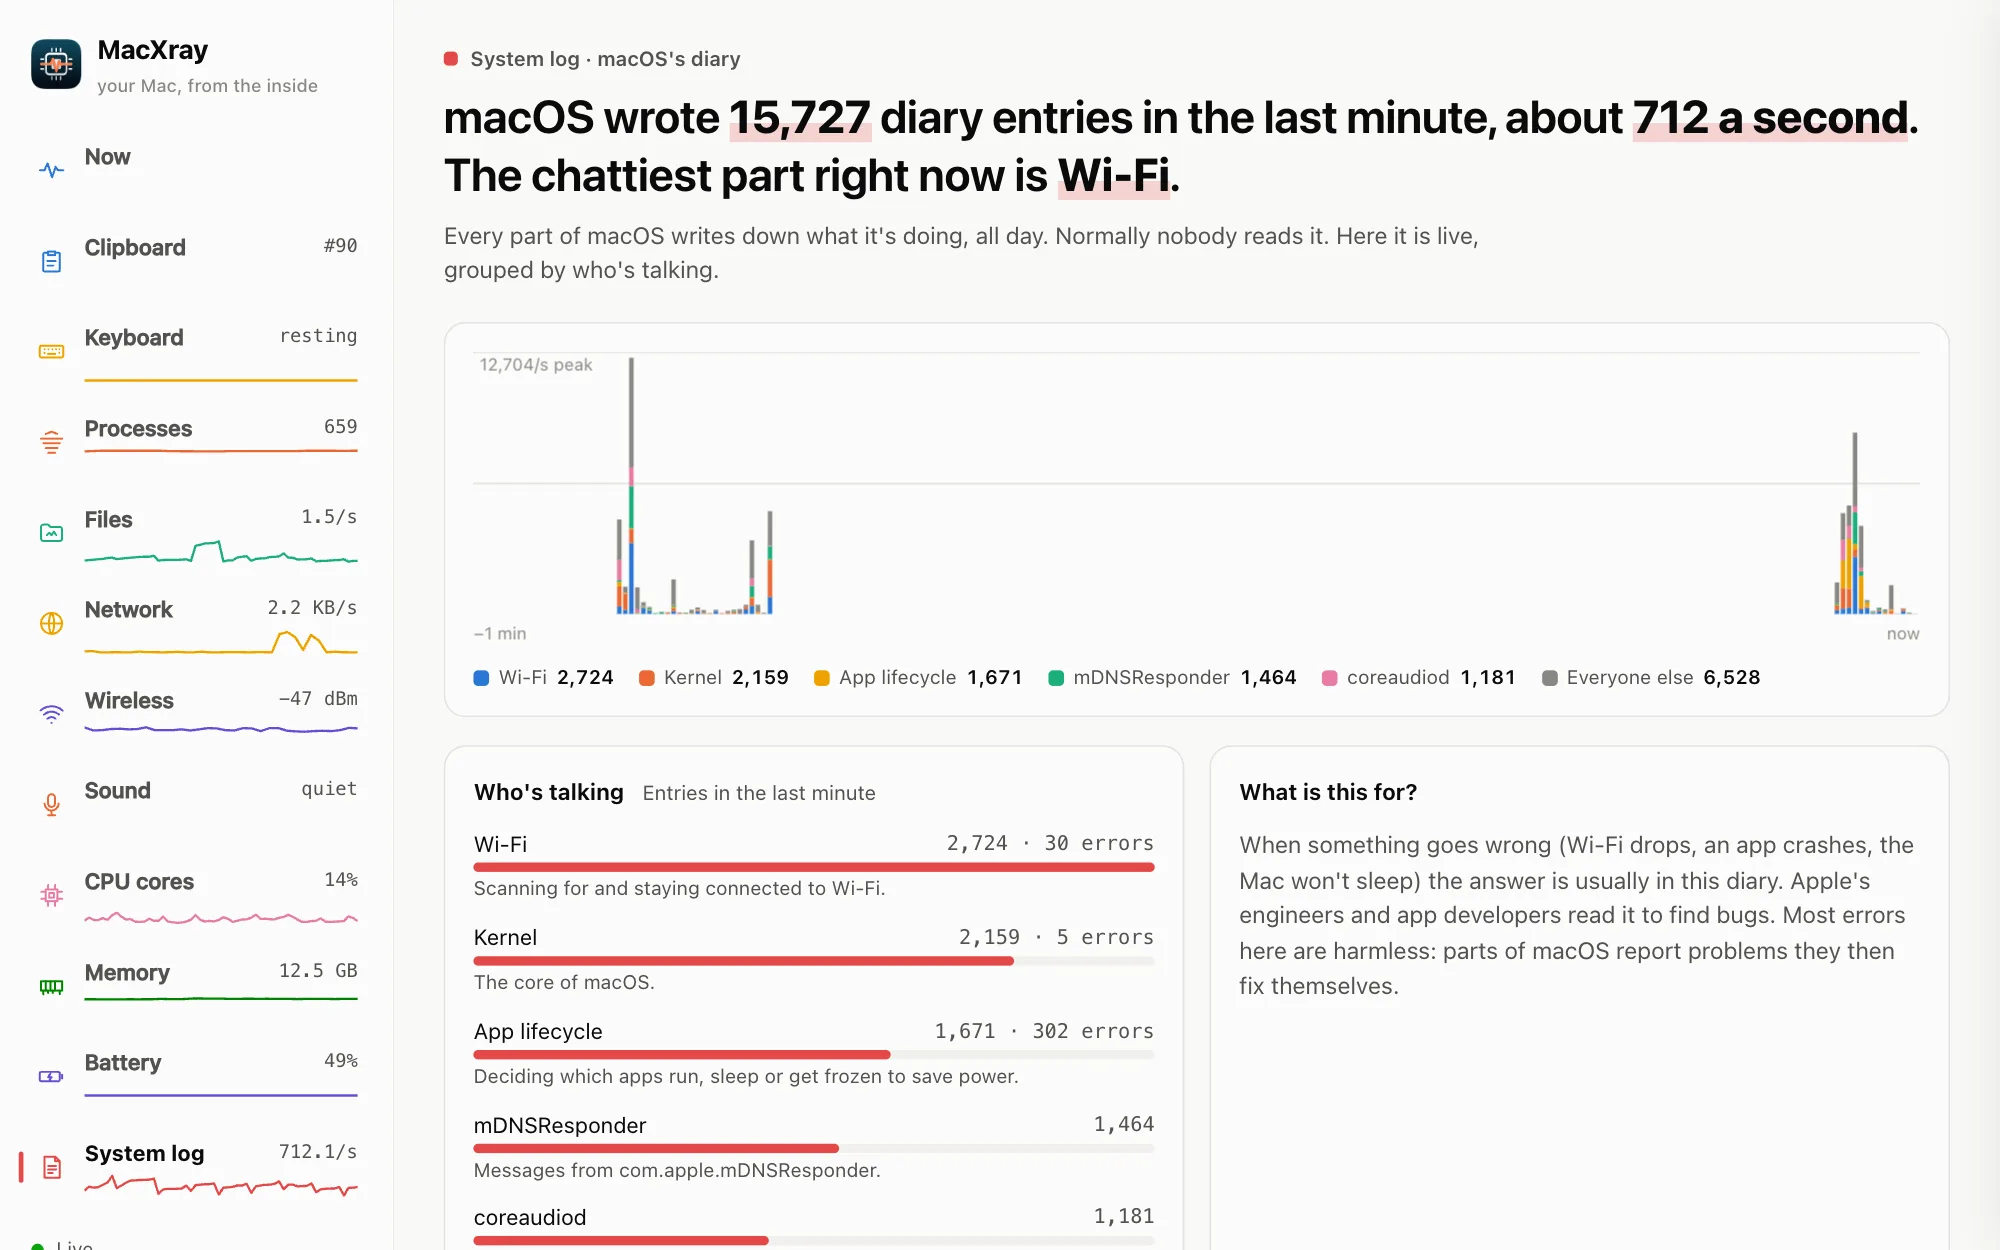 MacXray
your Mac, from the inside
Now
Clipboard #90
Keyboard resting
Processes 659
Files 1.5/s
Network 2.2 KB/s
Wireless −47 dBm
Sound quiet
CPU cores 14%
Memory 12.5 GB
Battery 49%
System log 712.1/s
Live
System log · macOS's diary
macOS wrote 15,727 diary entries in the last minute, about 712 a second.
The chattiest part right now is Wi-Fi.
Every part of macOS writes down what it's doing, all day. Normally nobody reads it. Here it is live,
grouped by who's talking.
12,704/s peak
−1 min now
Wi-Fi 2,724 Kernel 2,159 App lifecycle 1,671 mDNSResponder 1,464 coreaudiod 1,181 Everyone else 6,528
Who's talking Entries in the last minute
Wi-Fi 2,724 · 30 errors
Scanning for and staying connected to Wi-Fi.
Kernel 2,159 · 5 errors
The core of macOS.
App lifecycle 1,671 · 302 errors
Deciding which apps run, sleep or get frozen to save power.
mDNSResponder 1,464
Messages from com.apple.mDNSResponder.
coreaudiod 1,181
What is this for?
When something goes wrong (Wi-Fi drops, an app crashes, the
Mac won't sleep) the answer is usually in this diary. Apple's
engineers and app developers read it to find bugs. Most errors
here are harmless: parts of macOS report problems they then
fix themselves.